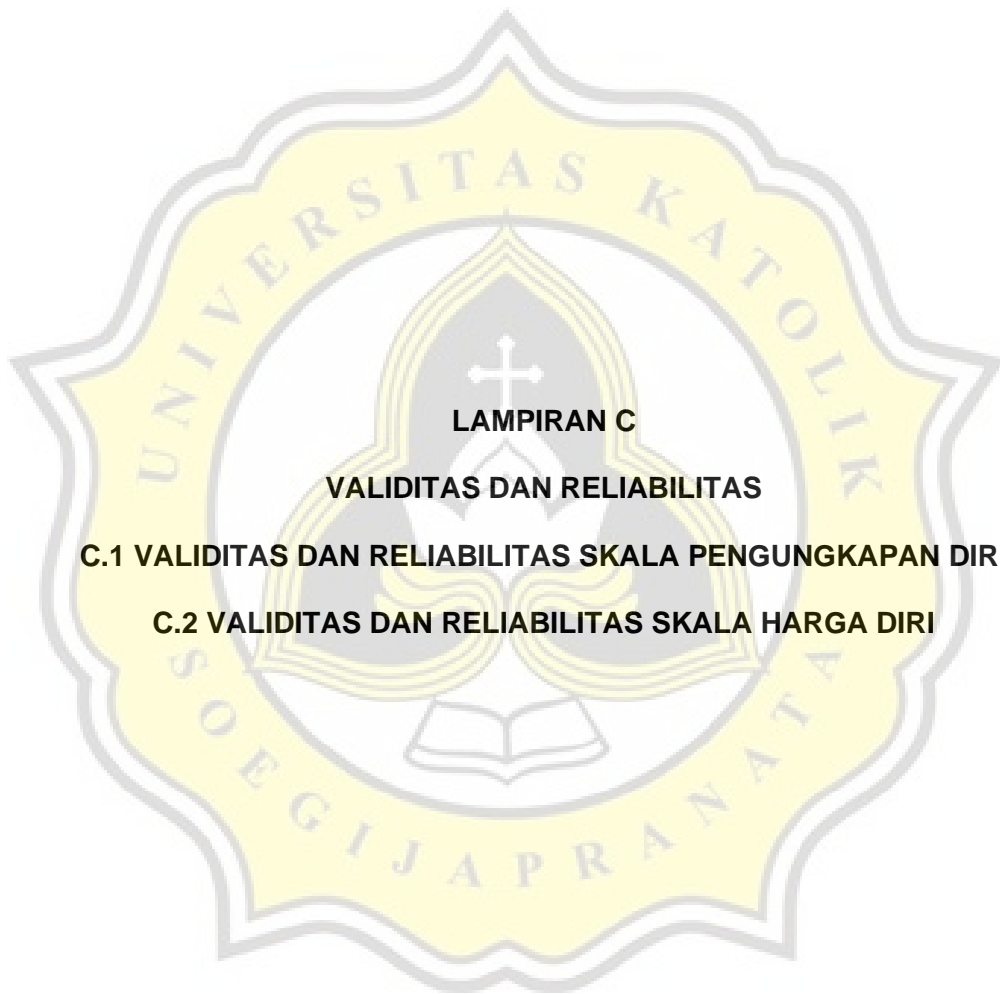 UNIVERSITAS KATOLIK
SOEGIJAPRANATA
LAMPIRAN C
VALIDITAS DAN RELIABILITAS
C.1 VALIDITAS DAN RELIABILITAS SKALA PENGUNGKAPAN DIR
C.2 VALIDITAS DAN RELIABILITAS SKALA HARGA DIRI